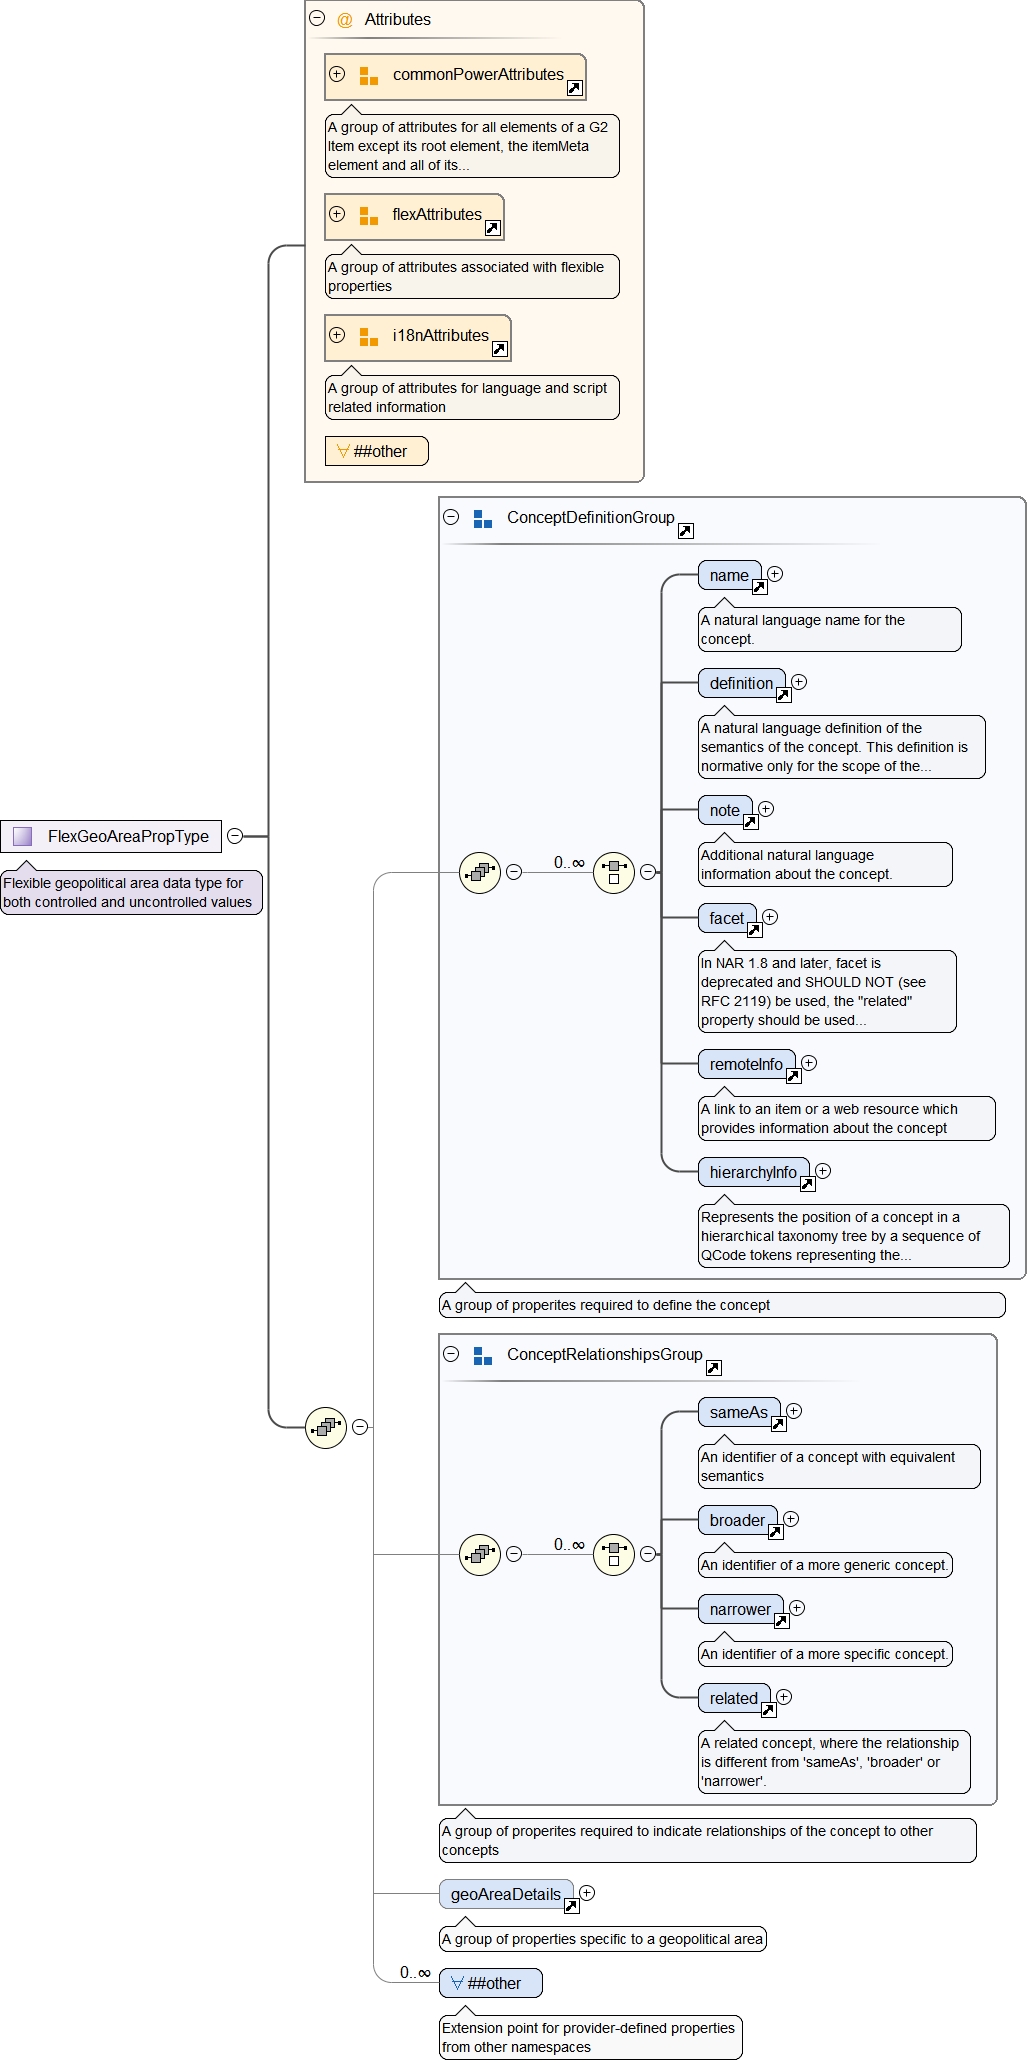 @ Attributes
commonPowerAttributes
A group of attributes for all elements of a G2
Item except its root element, the itemMeta
element and all of its...
flexAttributes
A group of attributes associated with flexible
properties
i18nAttributes
A group of attributes for language and script
related information
##other
ConceptDefinitionGroup
name
A natural language name for the
concept.
definition
A natural language definition of the
semantics of the concept. This definition is
normative only for the scope of the...
note
Additional natural language
information about the concept.
facet
In NAR 1.8 and later, facet is
deprecated and SHOULD NOT (see
RFC 2119) be used, the "related"
property should be used...
remoteInfo
A link to an item or a web resource which
provides information about the concept
hierarchyInfo
Represents the position of a concept in a
hierarchical taxonomy tree by a sequence of
QCode tokens representing the...
0..∞
A group of properites required to define the concept
FlexGeoAreaPropType
Flexible geopolitical area data type for
both controlled and uncontrolled values
ConceptRelationshipsGroup
sameAs
An identifier of a concept with equivalent
semantics
broader
An identifier of a more generic concept.
narrower
An identifier of a more specific concept.
related
A related concept, where the relationship
is different from 'sameAs', 'broader' or
'narrower'.
0..∞
A group of properites required to indicate relationships of the concept to other
concepts
geoAreaDetails
A group of properties specific to a geopolitical area
0..∞
##other
Extension point for provider-defined properties
from other namespaces